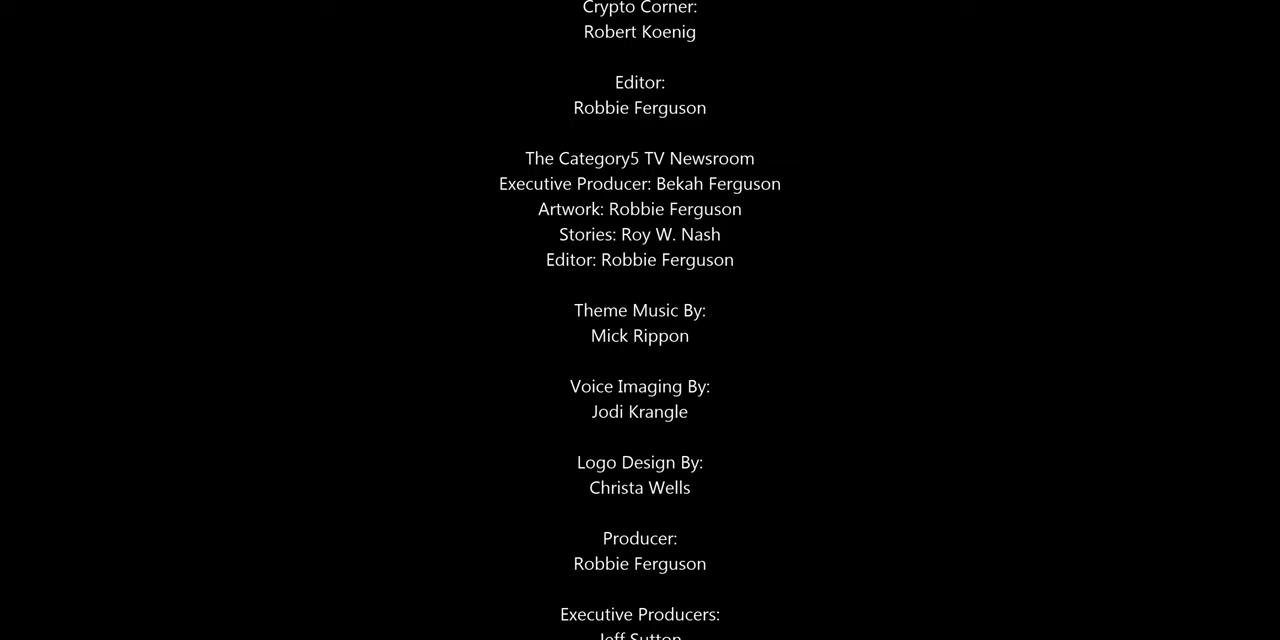 Crypto Corner:
Robert Koenig
Editor:
Robbie Ferguson
The Category5 TV Newsroom
Executive Producer: Bekah Ferguson
Artwork: Robbie Ferguson
Stories: Roy W. Nash
Editor: Robbie Ferguson
Theme Music By:
Mick Rippon
Voice Imaging By:
Jodi Krangle
Logo Design By:
Christa Wells
Producer:
Robbie Ferguson
Executive Producers:
Jeff Sutton